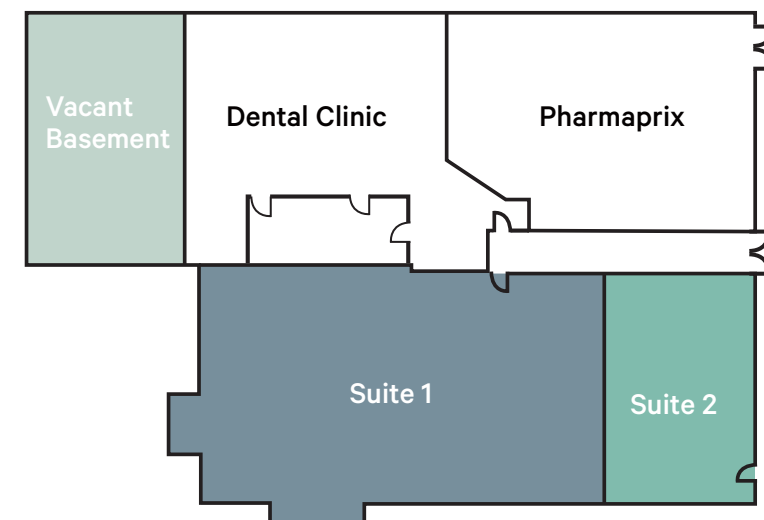 Vacant
Basement
Dental Clinic
Pharmaprix
Suite 1
Suite 2